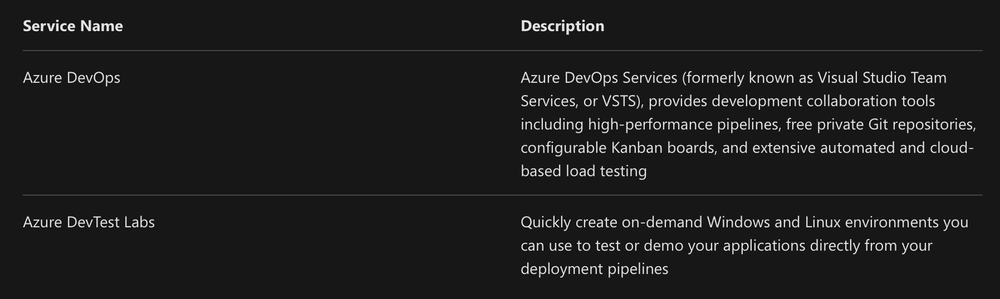 Service Name
Description
Azure DevOps
Azure DevOps Services (formerly known as Visual Studio Team
Services, or VSTS), provides development collaboration tools
including high-performance pipelines, free private Git repositories,
configurable Kanban boards, and extensive automated and cloud-
based load testing
Azure DevTest Labs
Quickly create on-demand Windows and Linux environments you
can use to test or demo your applications directly from your
deployment pipelines